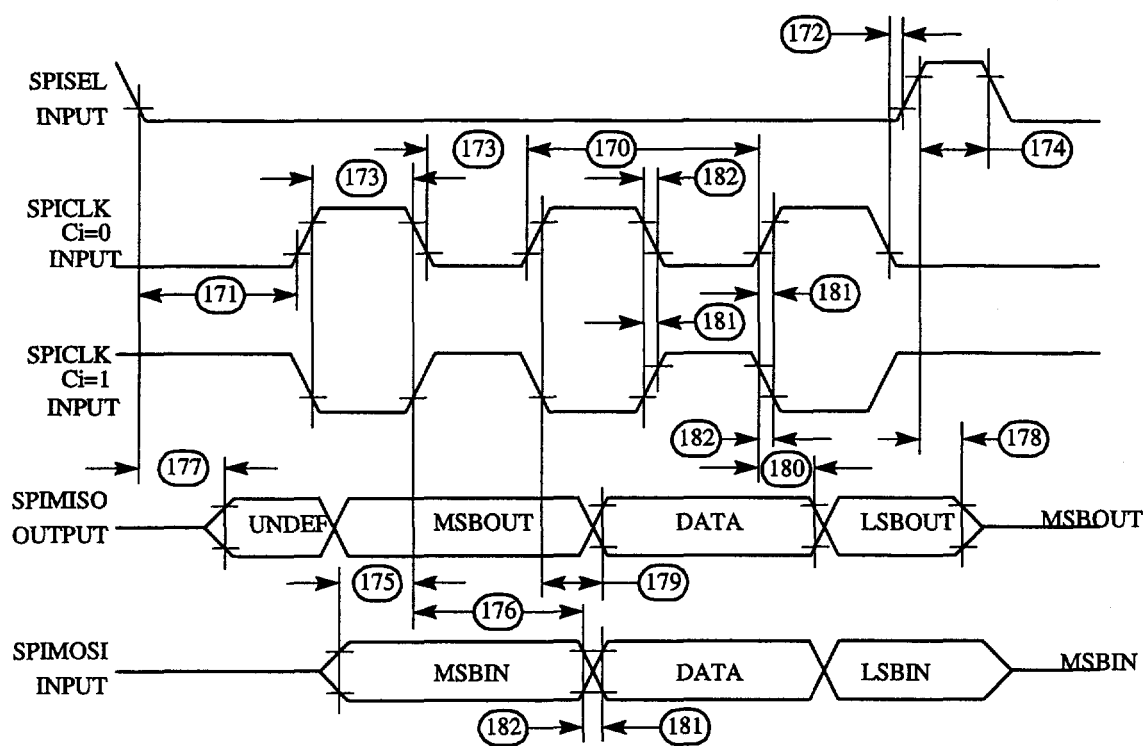 172
SPISEL
INPUT
173
170
174
173
182
SPICLK
Ci=0
INPUT
171
181
181
SPICLK
Ci=1
INPUT
182
178
177
180
SPIMISO
OUTPUT
UNDEF
MSBOUT
DATA
LSBOUT
MSBOUT
175
179
176
SPIMOSI
INPUT
MSBIN
DATA
LSBIN
MSBIN
182
181